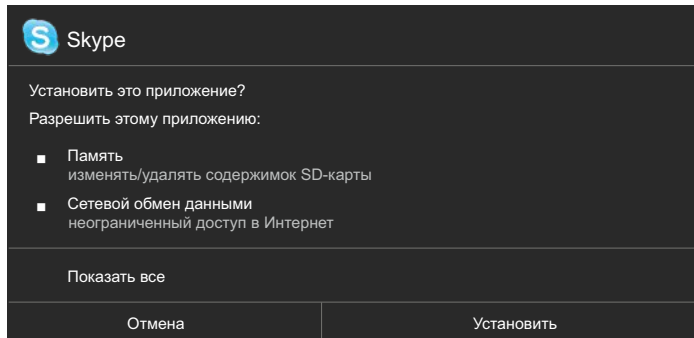 Skype
Установить это приложение?
Разрешить этому приложению:
Память
изменять/удалять содержимок SD-карты
Сетевой обмен данными
неограниченный доступ в Интернет
Показать все
Отмена
Установить